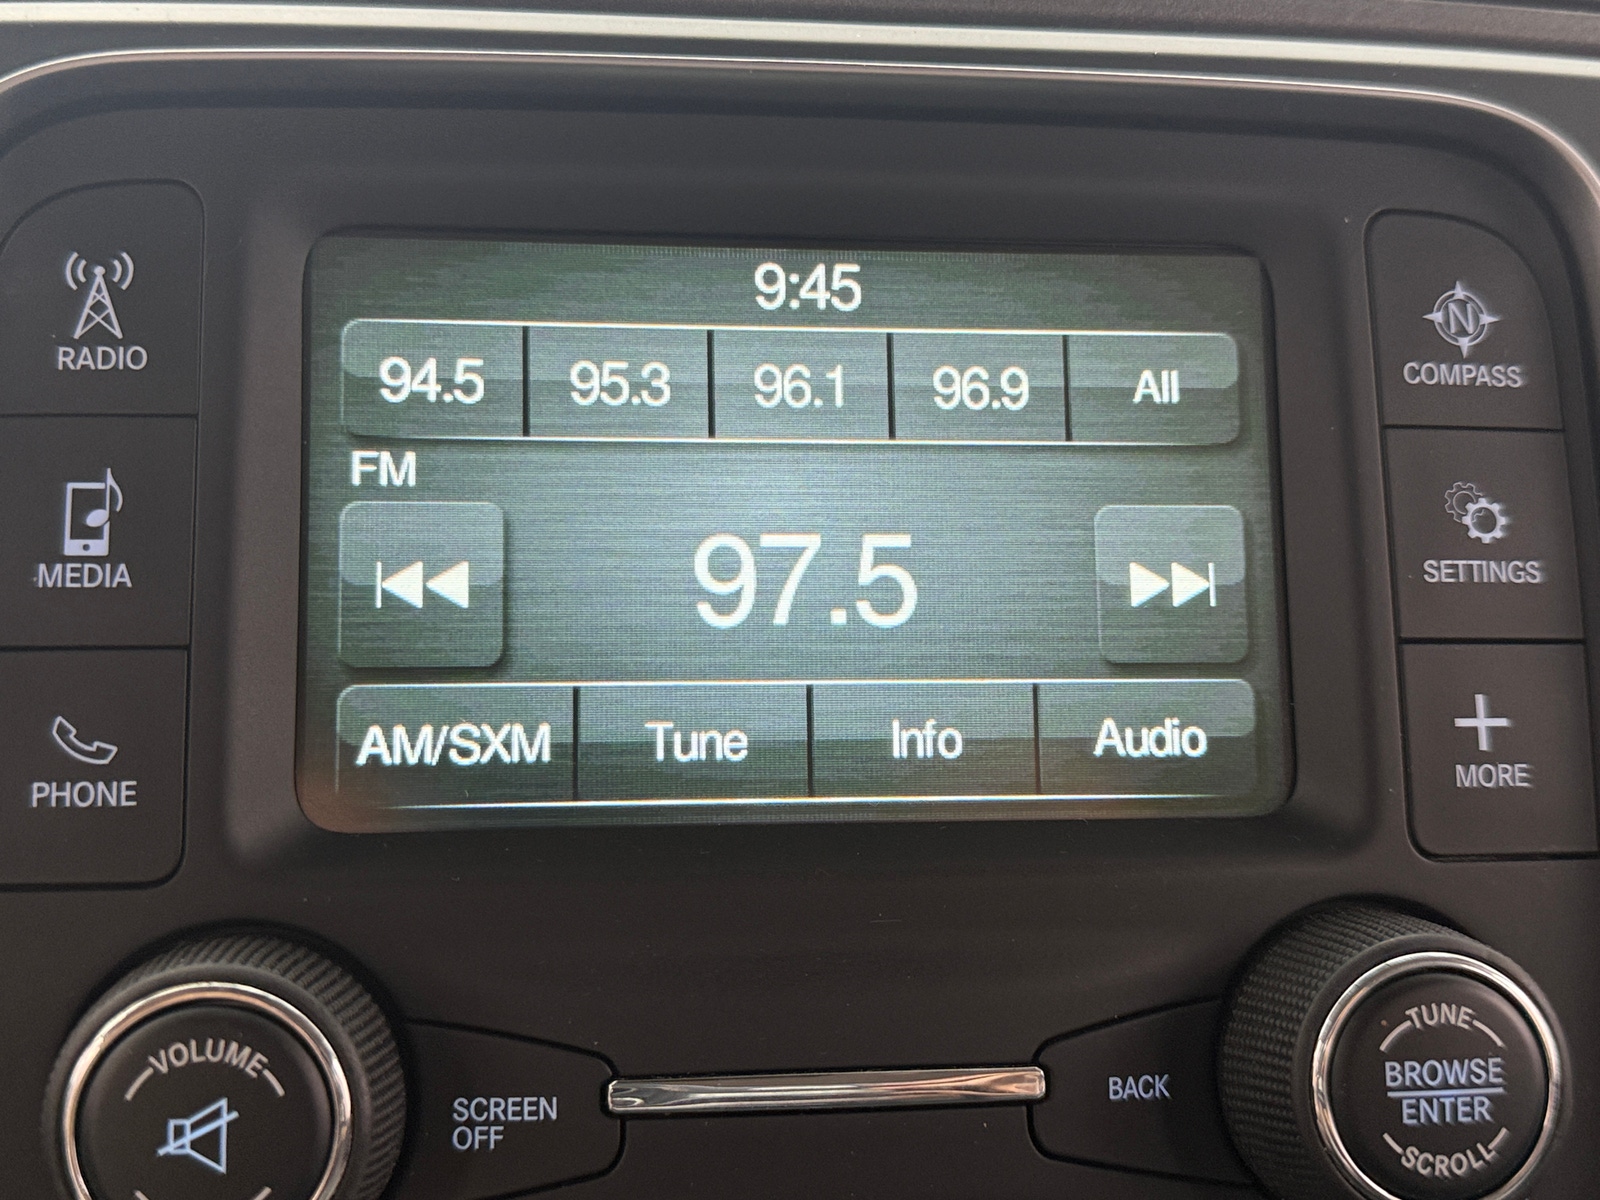 9:45
94.5 95.3 96.1 96.9 All
FM
97.5
AM/SXM Tune Info Audio
RADIO
MEDIA
PHONE
N
COMPASS
SETTINGS
MORE
VOLUME
SCREEN
OFF
BACK
TUNE
BROWSE
ENTER
SCROLL